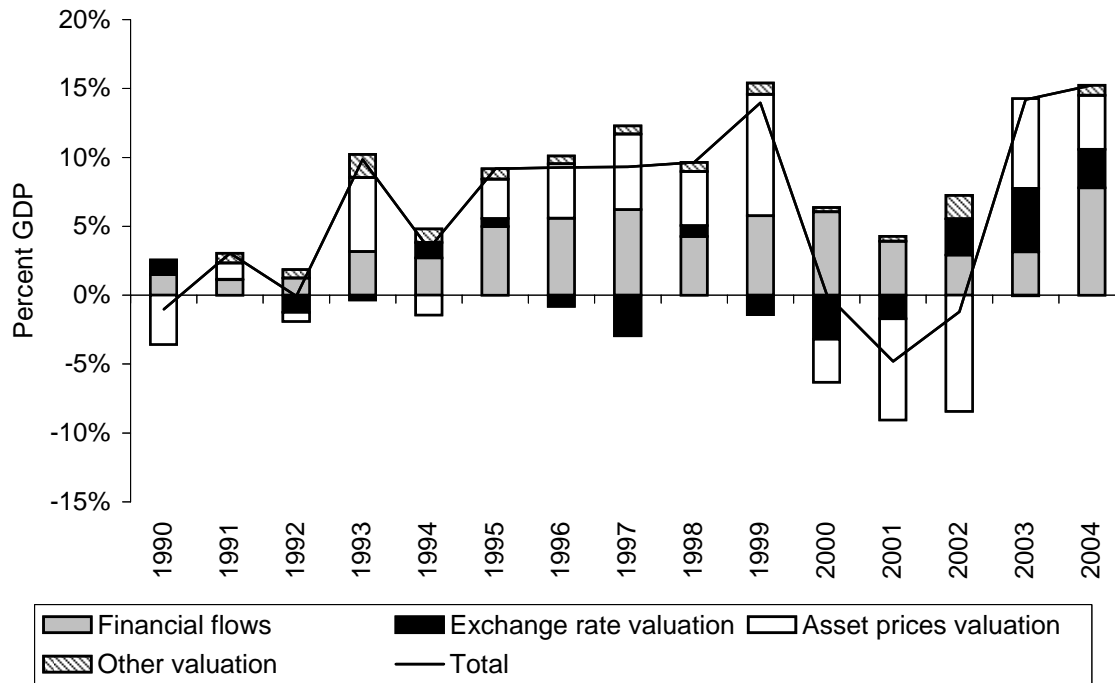 20%
15%
10%
5%
0%
-5%
-10%
-15%
Percent GDP
1990 1991 1992 1993 1994 1995 1996 1997 1998 1999 2000 2001 2002 2003 2004
Financial flows Exchange rate valuation Asset prices valuation
Other valuation Total